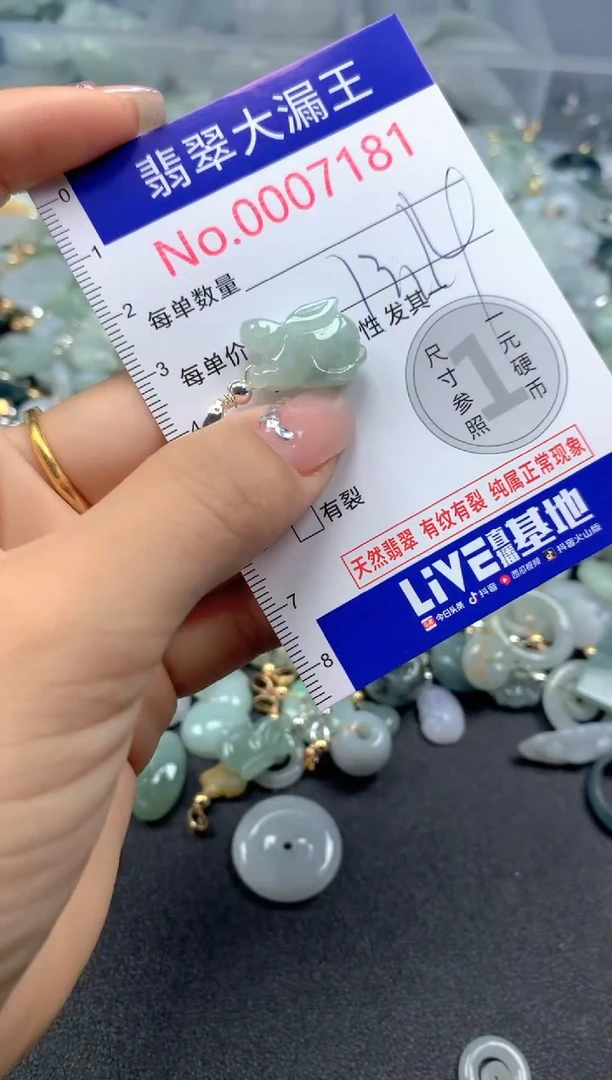 翡翠大漏王
No.0007181
0
1
每单数量
2
性发其
3
每单价
4
尺寸参照
1
一元硬币
有裂
天然翡翠 有纹有裂 纯属正常现象
7
LiVE直播基地
今日头条 抖音 西瓜视频 抖音火山版
8